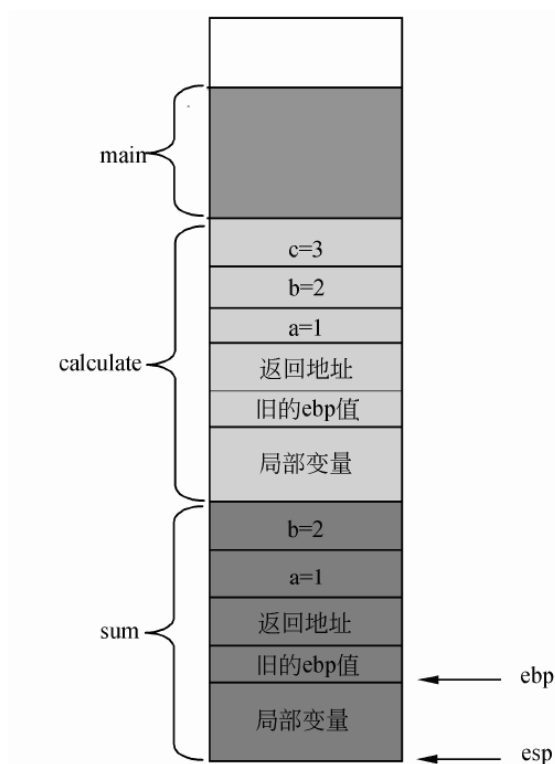 main
c=3
b=2
a=1
calculate
返回地址
旧的ebp值
局部变量
b=2
a=1
sum
返回地址
旧的ebp值
ebp
局部变量
esp